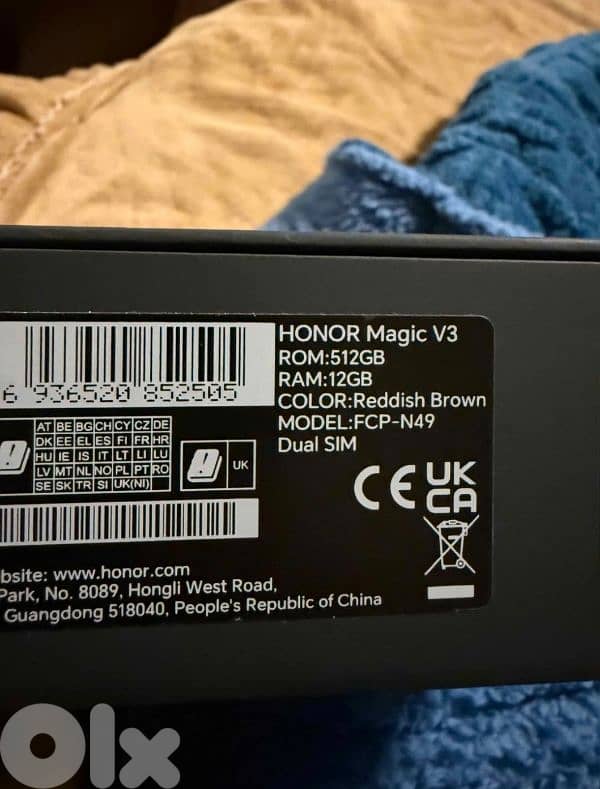 HONOR Magic V3
ROM:512GB
RAM:12GB
COLOR:Reddish Brown
MODEL:FCP-N49
Dual SIM
6 936520 852505
AT BE BG CH CY CZ DE
DK EE EL ES FI FR HR
HU IE IS IT LT LI LU
LV MT NL NO PL PT RO
SE SK TR SI UK(NI)
UK
CE UK
CA
bsite: www.honor.com
Park, No. 8089, Hongli West Road,
Guangdong 518040, People's Republic of China
Olx